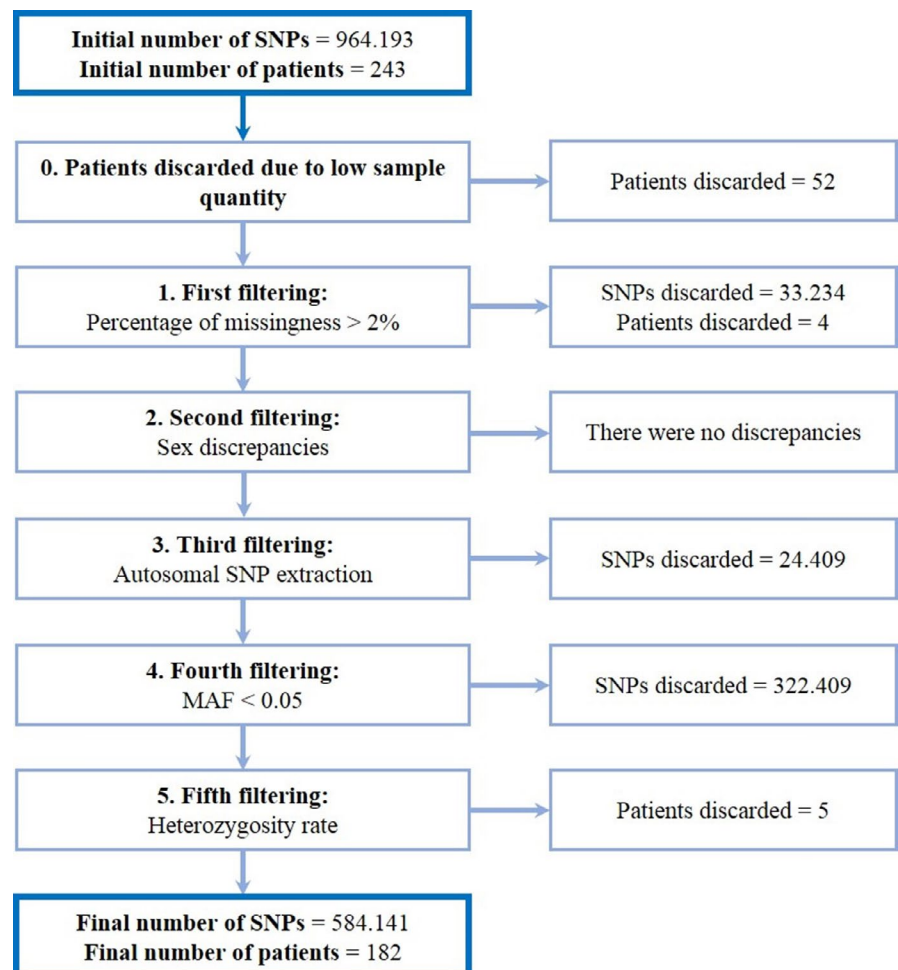 Initial number of SNPs = 964.193
Initial number of patients = 243
0. Patients discarded due to low sample
quantity
Patients discarded = 52
1. First filtering:
Percentage of missingness > 2%
SNPs discarded = 33.234
Patients discarded = 4
2. Second filtering:
Sex discrepancies
There were no discrepancies
3. Third filtering:
Autosomal SNP extraction
SNPs discarded = 24.409
4. Fourth filtering:
MAF < 0.05
SNPs discarded = 322.409
5. Fifth filtering:
Heterozygosity rate
Patients discarded = 5
Final number of SNPs = 584.141
Final number of patients = 182